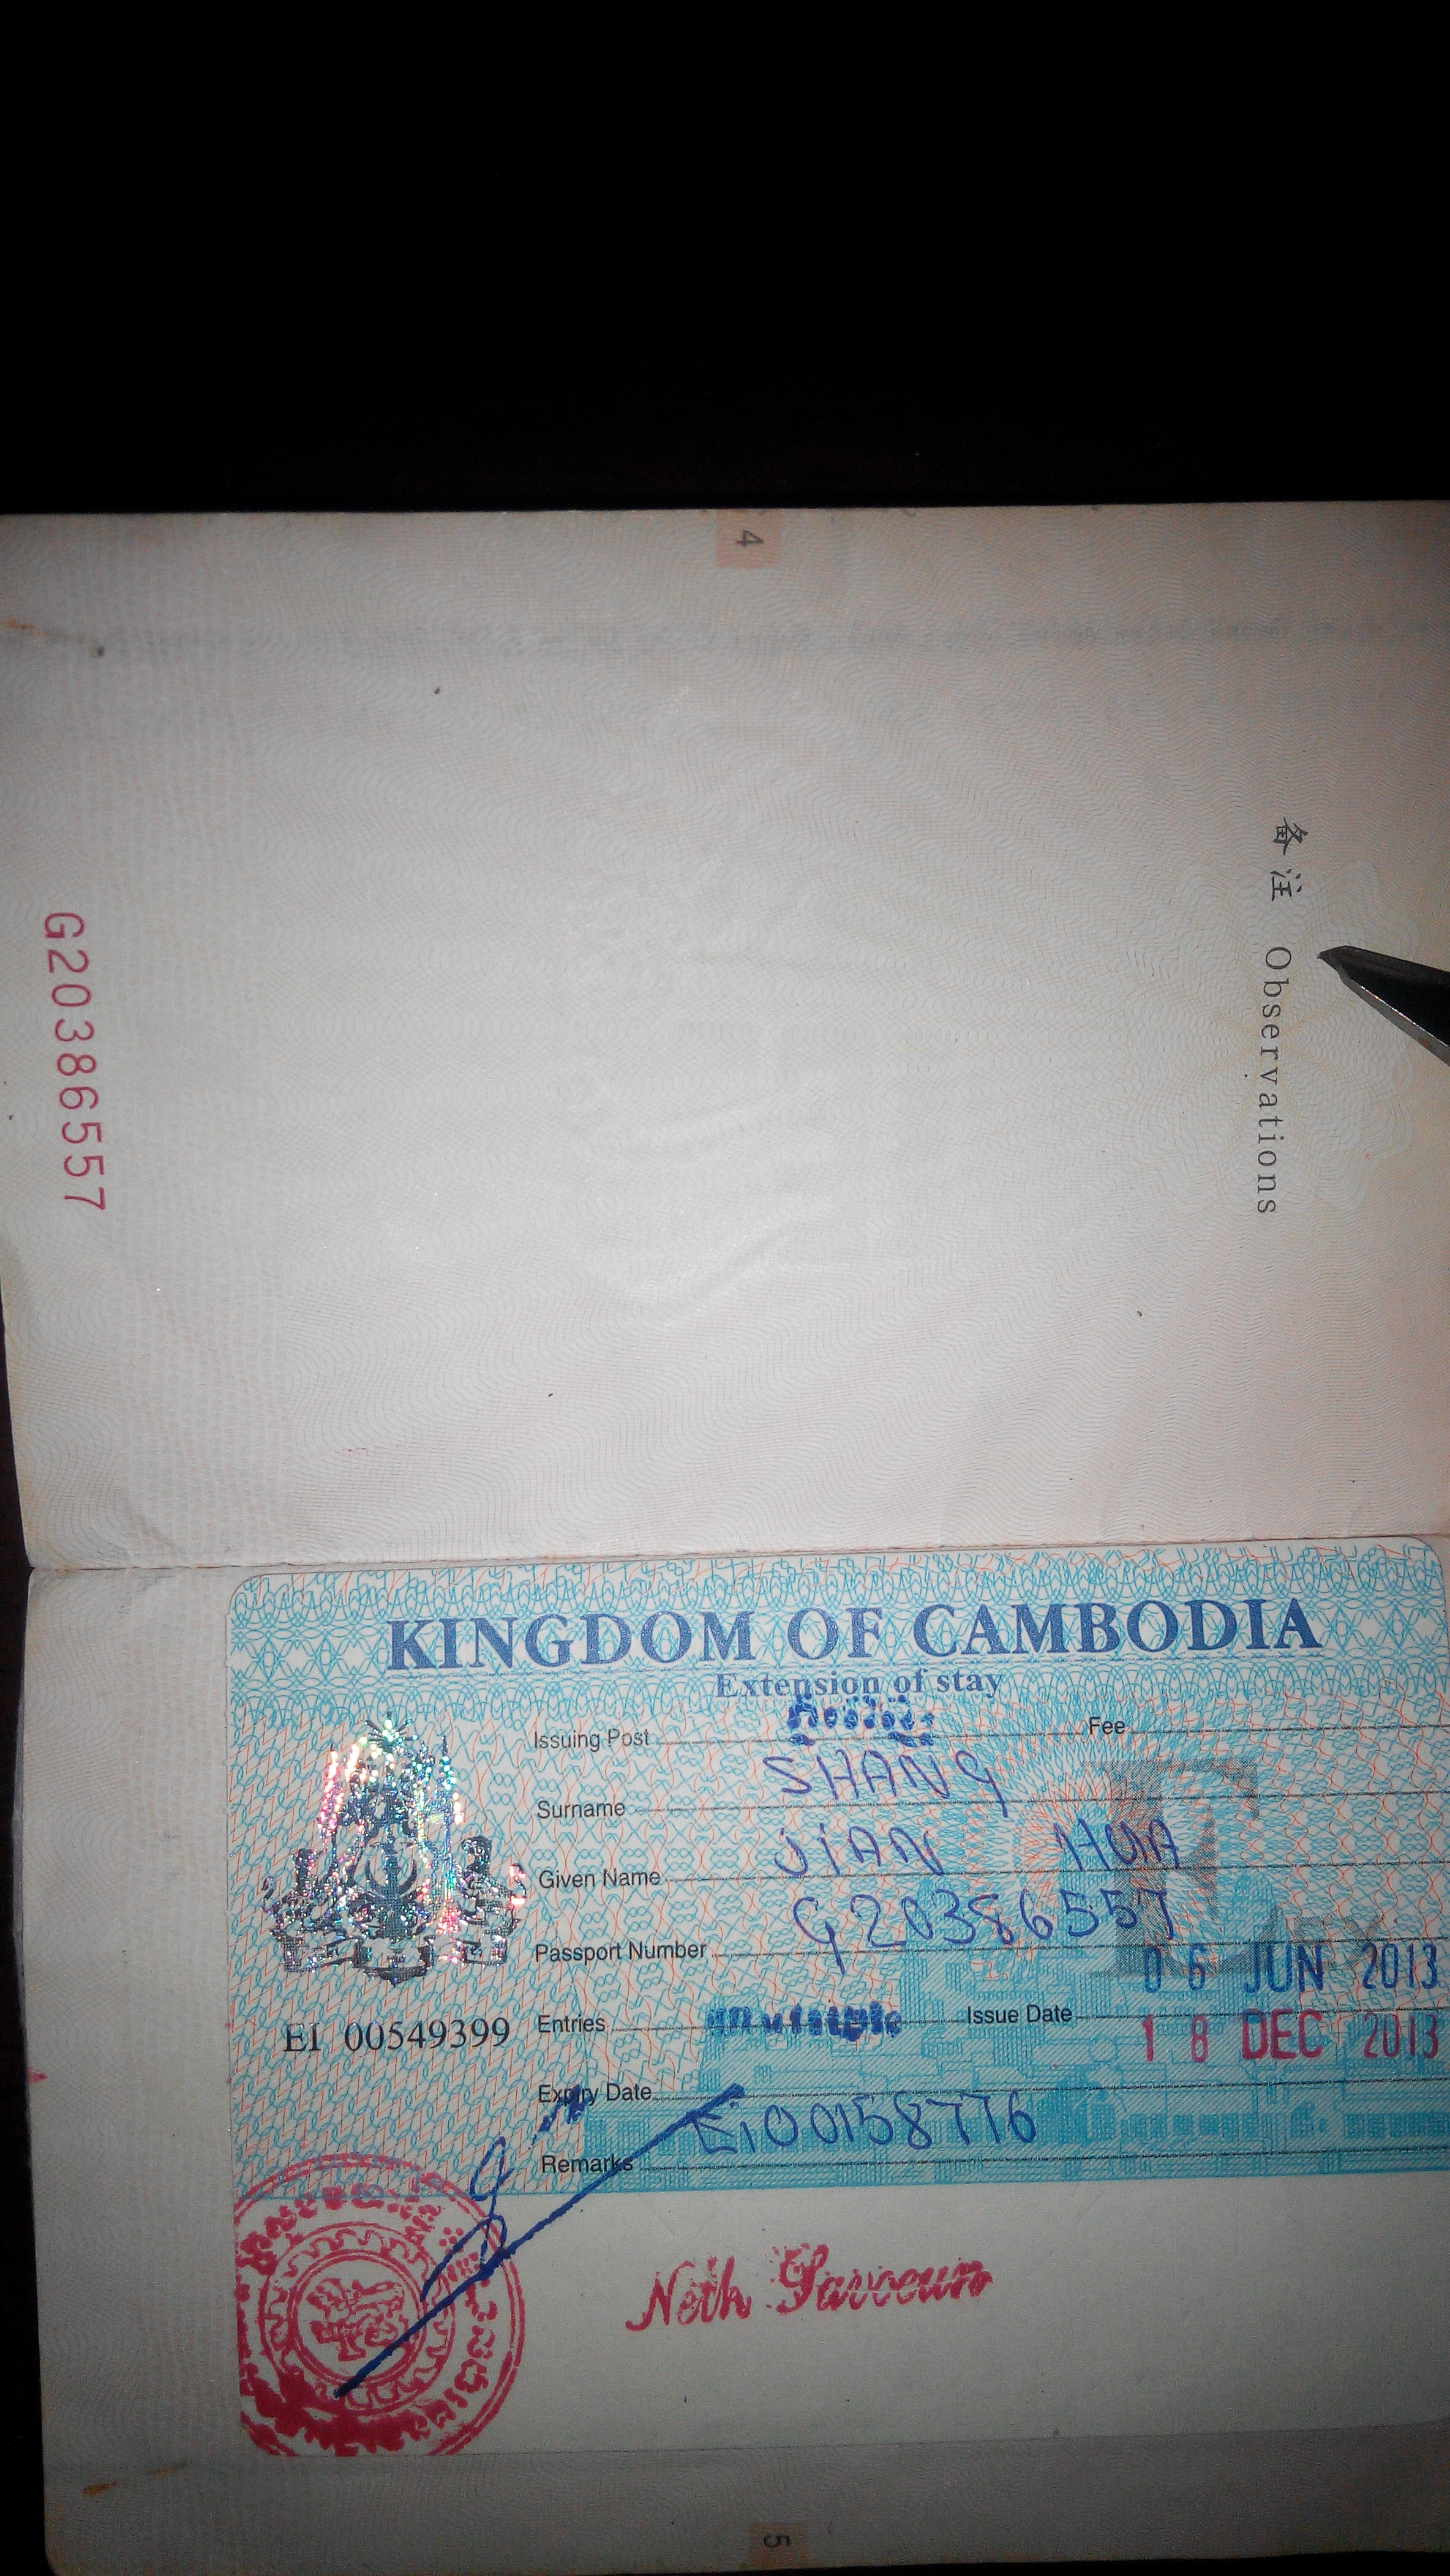 4
备注 Observations
G20386557
KINGDOM OF CAMBODIA
Extension of stay
Issuing Post Fee
Surname SHANG
Given Name JIAN HUA
Passport Number G20386557
06 JUN 2013
EI 00549399 Entries multiple Issue Date
18 DEC 2013
Expiry Date
Remarks Ei00158776
Neth Savoeun
5